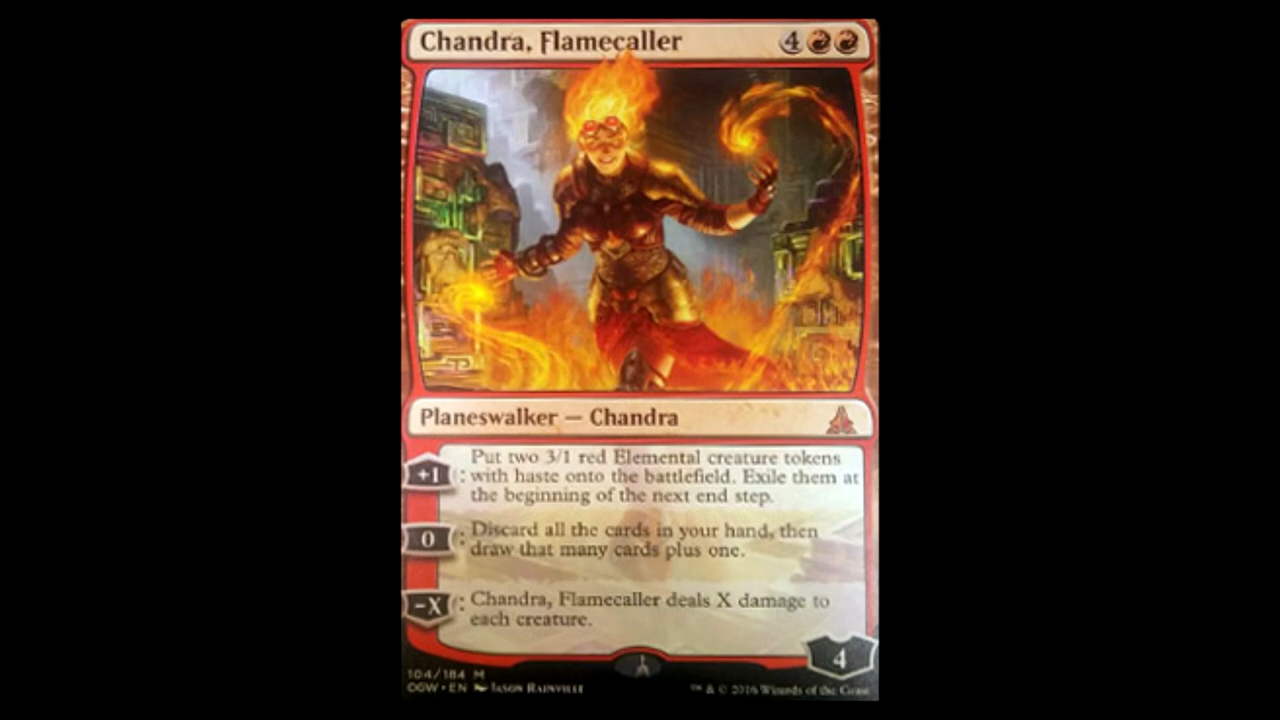 Chandra, Flamecaller 4
Planeswalker — Chandra
+1 : Put two 3/1 red Elemental creature tokens
with haste onto the battlefield. Exile them at
the beginning of the next end step.
0 : Discard all the cards in your hand, then
draw that many cards plus one.
-X : Chandra, Flamecaller deals X damage to
each creature.
4
104/184 M
OGW • EN Jason Rainville
™ & © 2016 Wizards of the Coast